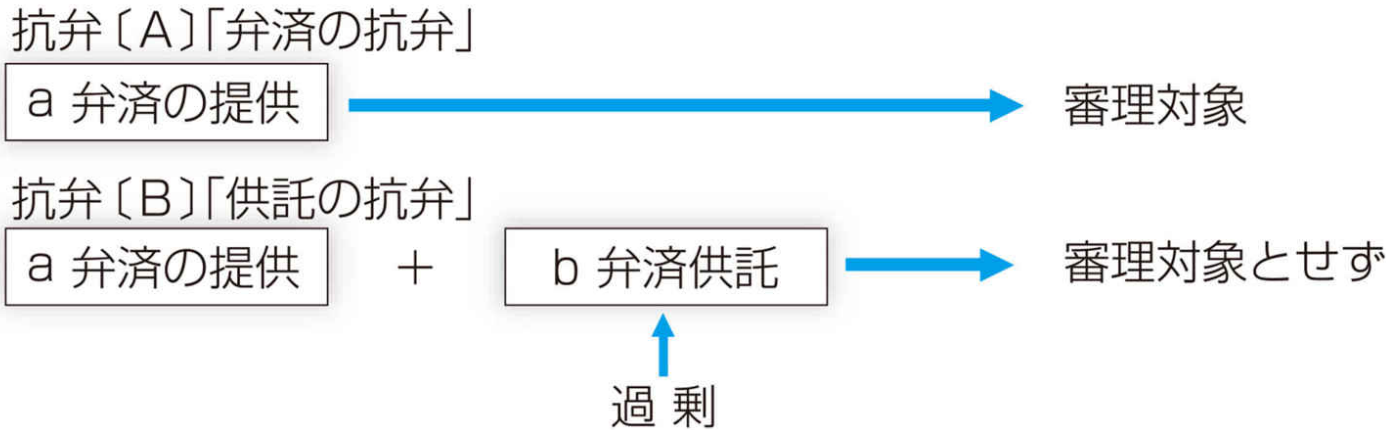 抗弁〔A〕「弁済の抗弁」
a 弁済の提供 審理対象
抗弁〔B〕「供託の抗弁」
a 弁済の提供 + b 弁済供託 審理対象とせず
過 剰